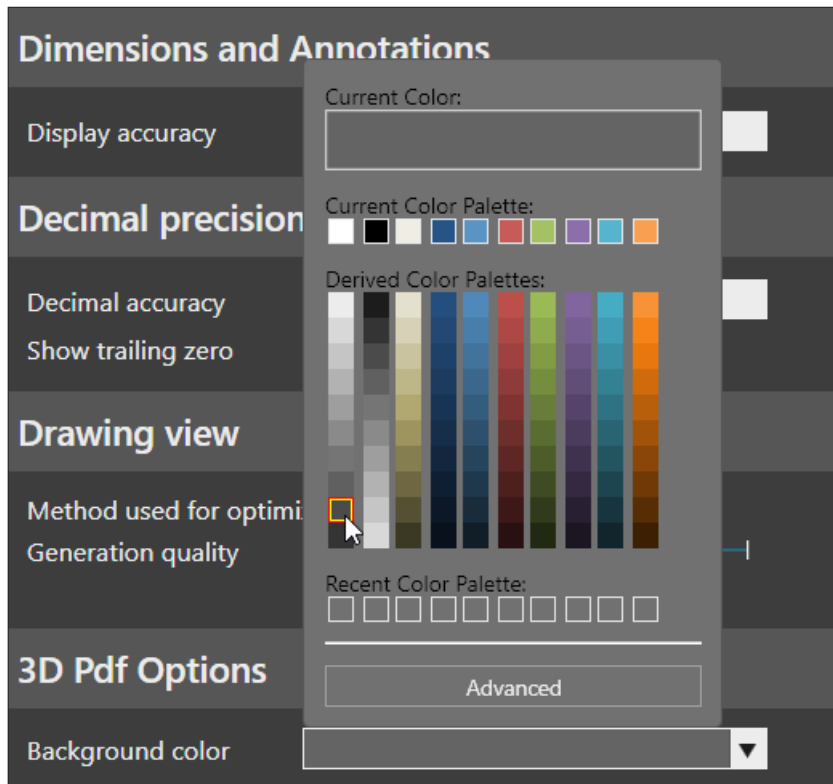 Dimensions and Annotations
Current Color:
Display accuracy
Current Color Palette:
Decimal precision
Derived Color Palettes:
Decimal accuracy
Show trailing zero
Drawing view
Method used for optimi
Generation quality
Recent Color Palette:
3D Pdf Options
Advanced
Background color